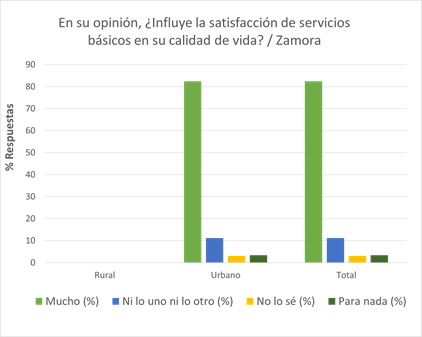 En su opinión, ¿Influye la satisfacción de servicios
básicos en su calidad de vida? / Zamora
% Respuestas
90
80
70
60
50
40
30
20
10
0
Rural Urbano Total
Mucho (%) Ni lo uno ni lo otro (%) No lo sé (%) Para nada (%)